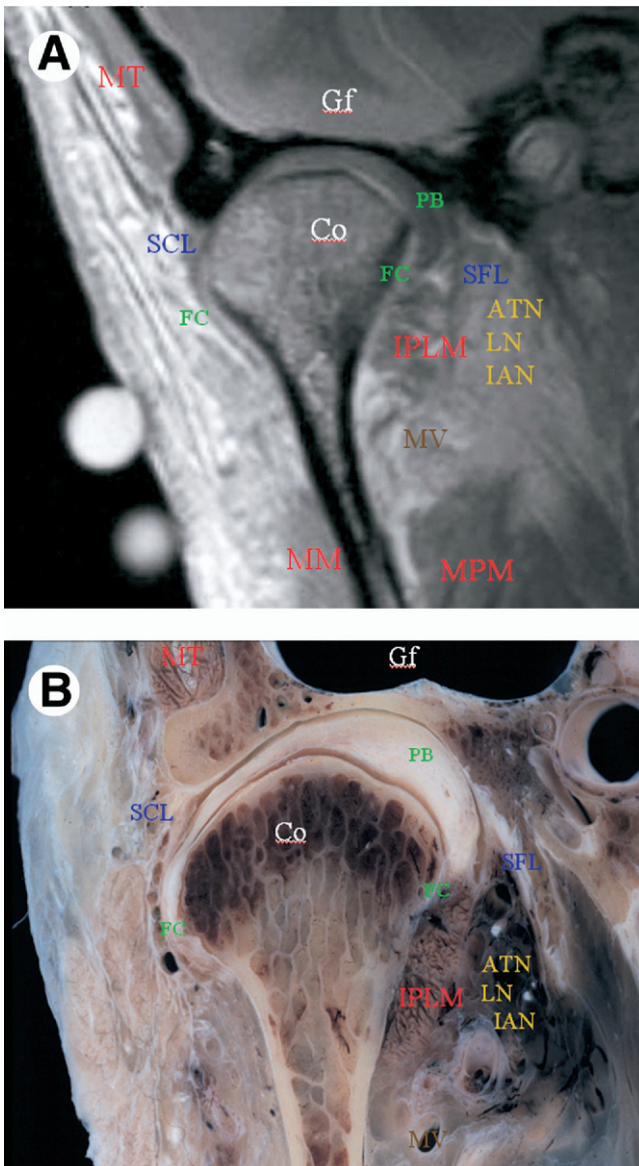 A
MT
Gf
PB
Co
SCL
FC
SFL
FC
ATN
IPLM
LN
IAN
MV
MM
MPM
B
MT
Gf
PB
SCL
Co
SFL
FC
FC
ATN
IPLM
LN
IAN
MV